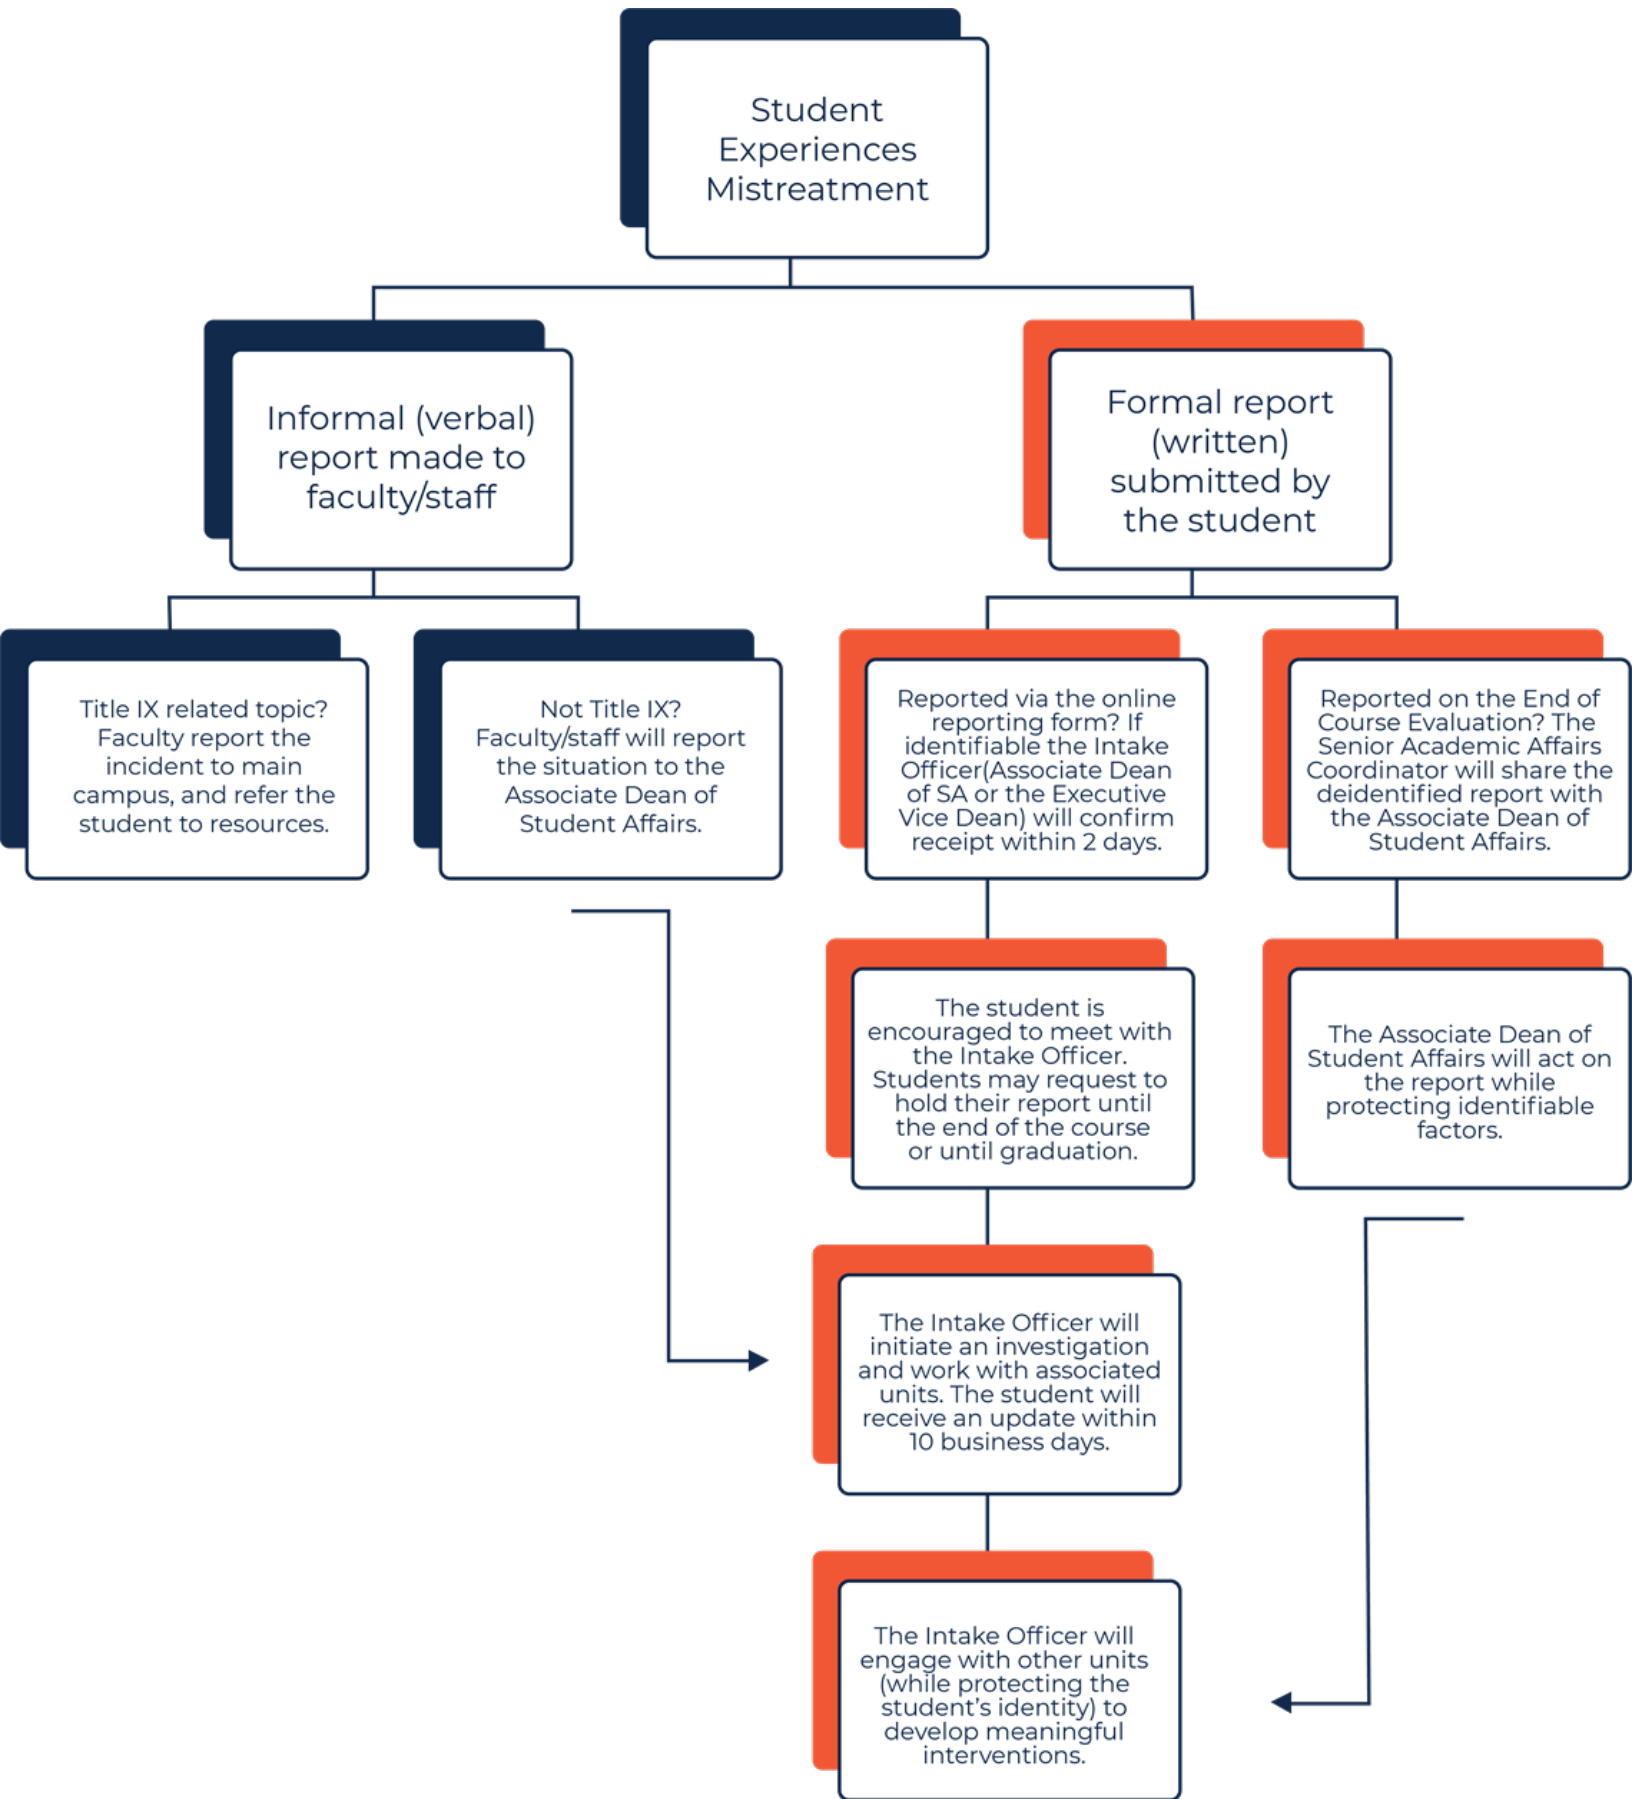 Student
Experiences
Mistreatment
Informal (verbal)
report made to
faculty/staff
Formal report
(written)
submitted by
the student
Title IX related topic?
Faculty report the
incident to main
campus, and refer the
student to resources.
Not Title IX?
Faculty/staff will report
the situation to the
Associate Dean of
Student Affairs.
Reported via the online
reporting form? If
identifiable the Intake
Officer(Associate Dean
of SA or the Executive
Vice Dean) will confirm
receipt within 2 days.
Reported on the End of
Course Evaluation? The
Senior Academic Affairs
Coordinator will share the
deidentified report with
the Associate Dean of
Student Affairs.
The student is
encouraged to meet with
the Intake Officer.
Students may request to
hold their report until
the end of the course
or until graduation.
The Associate Dean of
Student Affairs will act on
the report while
protecting identifiable
factors.
The Intake Officer will
initiate an investigation
and work with associated
units. The student will
receive an update within
10 business days.
The Intake Officer will
engage with other units
(while protecting the
student's identity) to
develop meaningful
interventions.